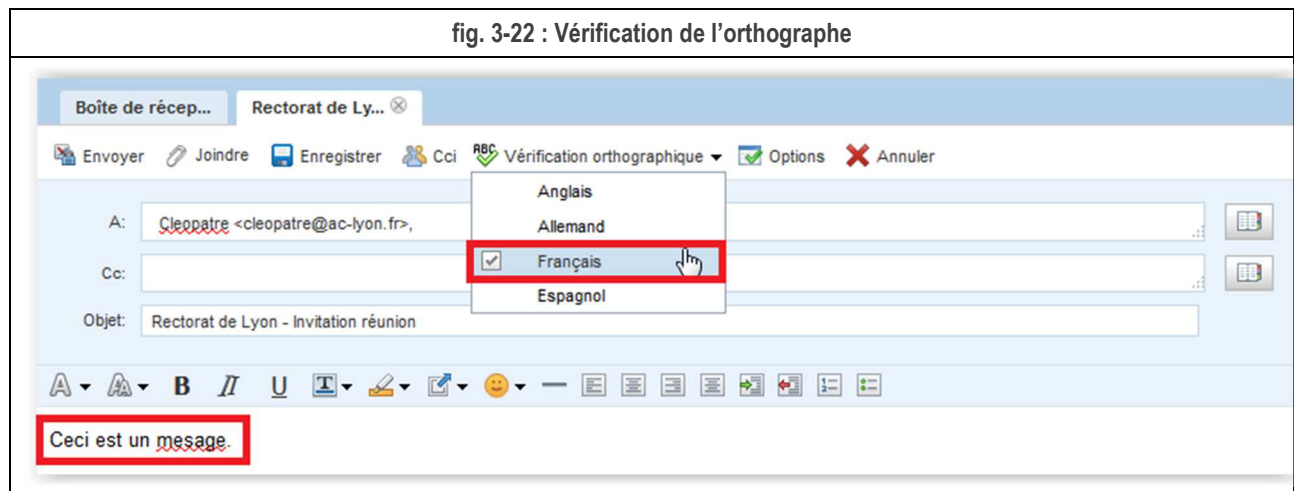 fig. 3-22 : Vérification de l’orthographe
Boîte de récep... Rectorat de Ly...
Envoyer Joindre Enregistrer Cci ABC Vérification orthographique Options Annuler
Anglais
A: Cleopatre <cleopatre@ac-lyon.fr>, Allemand
Français
Cc:
Espagnol
Objet: Rectorat de Lyon - Invitation réunion
A A B I U T
Ceci est un mesage.